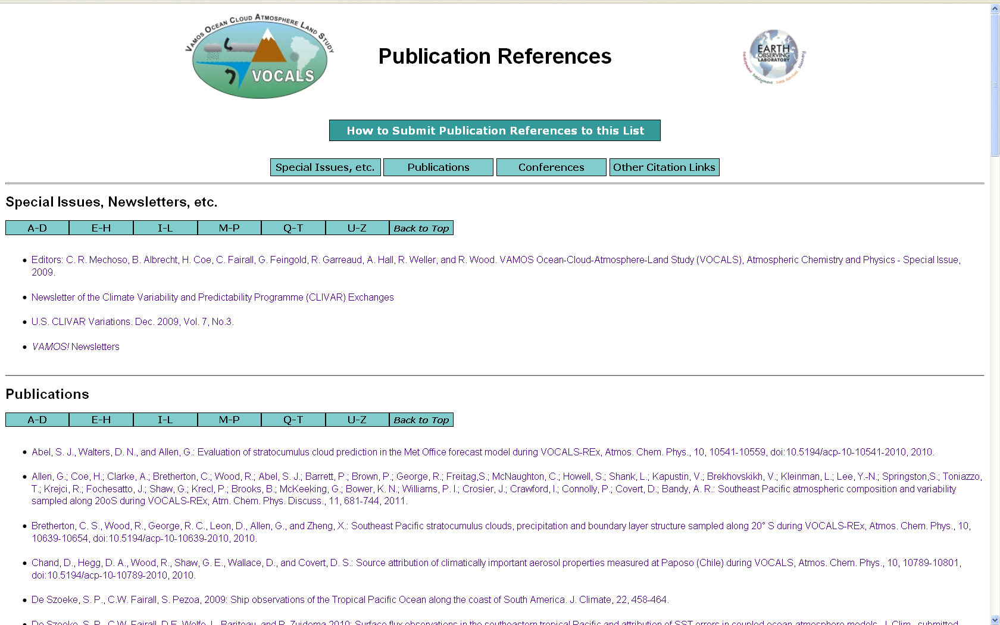 VAMOS OCEAN CLOUD ATMOSPHERE LAND STUDY
VOCALS
Publication References
EARTH
OBSERVING
LABORATORY
Development Deployment Data Services Discovery
How to Submit Publication References to this List
Special Issues, etc. Publications Conferences Other Citation Links
Special Issues, Newsletters, etc.
A-D E-H I-L M-P Q-T U-Z Back to Top
Editors: C. R. Mechoso, B. Albrecht, H. Coe, C. Fairall, G. Feingold, R. Garreaud, A. Hall, R. Weller, and R. Wood. VAMOS Ocean-Cloud-Atmosphere-Land Study (VOCALS), Atmospheric Chemistry and Physics - Special Issue,
2009.
Newsletter of the Climate Variability and Predictability Programme (CLIVAR) Exchanges
U.S. CLIVAR Variations. Dec. 2009, Vol. 7, No.3.
VAMOS! Newsletters
Publications
A-D E-H I-L M-P Q-T U-Z Back to Top
Abel, S. J., Walters, D. N., and Allen, G.: Evaluation of stratocumulus cloud prediction in the Met Office forecast model during VOCALS-REx, Atmos. Chem. Phys., 10, 10541-10559, doi:10.5194/acp-10-10541-2010, 2010.
Allen, G.; Coe, H.; Clarke, A.; Bretherton, C.; Wood, R.; Abel, S. J.; Barrett, P.; Brown, P.; George, R.; Freitag,S.; McNaughton, C.; Howell, S.; Shank, L.; Kapustin, V.; Brekhovskikh, V.; Kleinman, L.; Lee, Y.-N.; Springston,S.; Toniazzo,
T.; Krejci, R.; Fochesatto, J.; Shaw, G.; Krecl, P.; Brooks, B.; McKeeking, G.; Bower, K. N.; Williams, P. I.; Crosier, J.; Crawford, I.; Connolly, P.; Covert, D.; Bandy, A. R.: Southeast Pacific atmospheric composition and variability
sampled along 20oS during VOCALS-REx, Atm. Chem. Phys. Discuss., 11, 681-744, 2011.
Bretherton, C. S., Wood, R., George, R. C., Leon, D., Allen, G., and Zheng, X.: Southeast Pacific stratocumulus clouds, precipitation and boundary layer structure sampled along 20° S during VOCALS-REx, Atmos. Chem. Phys., 10,
10639-10654, doi:10.5194/acp-10-10639-2010, 2010.
Chand, D., Hegg, D. A., Wood, R., Shaw, G. E., Wallace, D., and Covert, D. S.: Source attribution of climatically important aerosol properties measured at Paposo (Chile) during VOCALS, Atmos. Chem. Phys., 10, 10789-10801,
doi:10.5194/acp-10-10789-2010, 2010.
De Szoeke, S. P., C.W. Fairall, S. Pezoa, 2009: Ship observations of the Tropical Pacific Ocean along the coast of South America. J. Climate, 22, 458-464.
De Szoeke, S. P., C.W. Fairall, D.E. Wolfe, L. Bariteau, and P. Zuidema 2010: Surface flux observations in the southeastern tropical Pacific and attribution of SST errors in coupled ocean atmosphere models. J. Clim., submitted